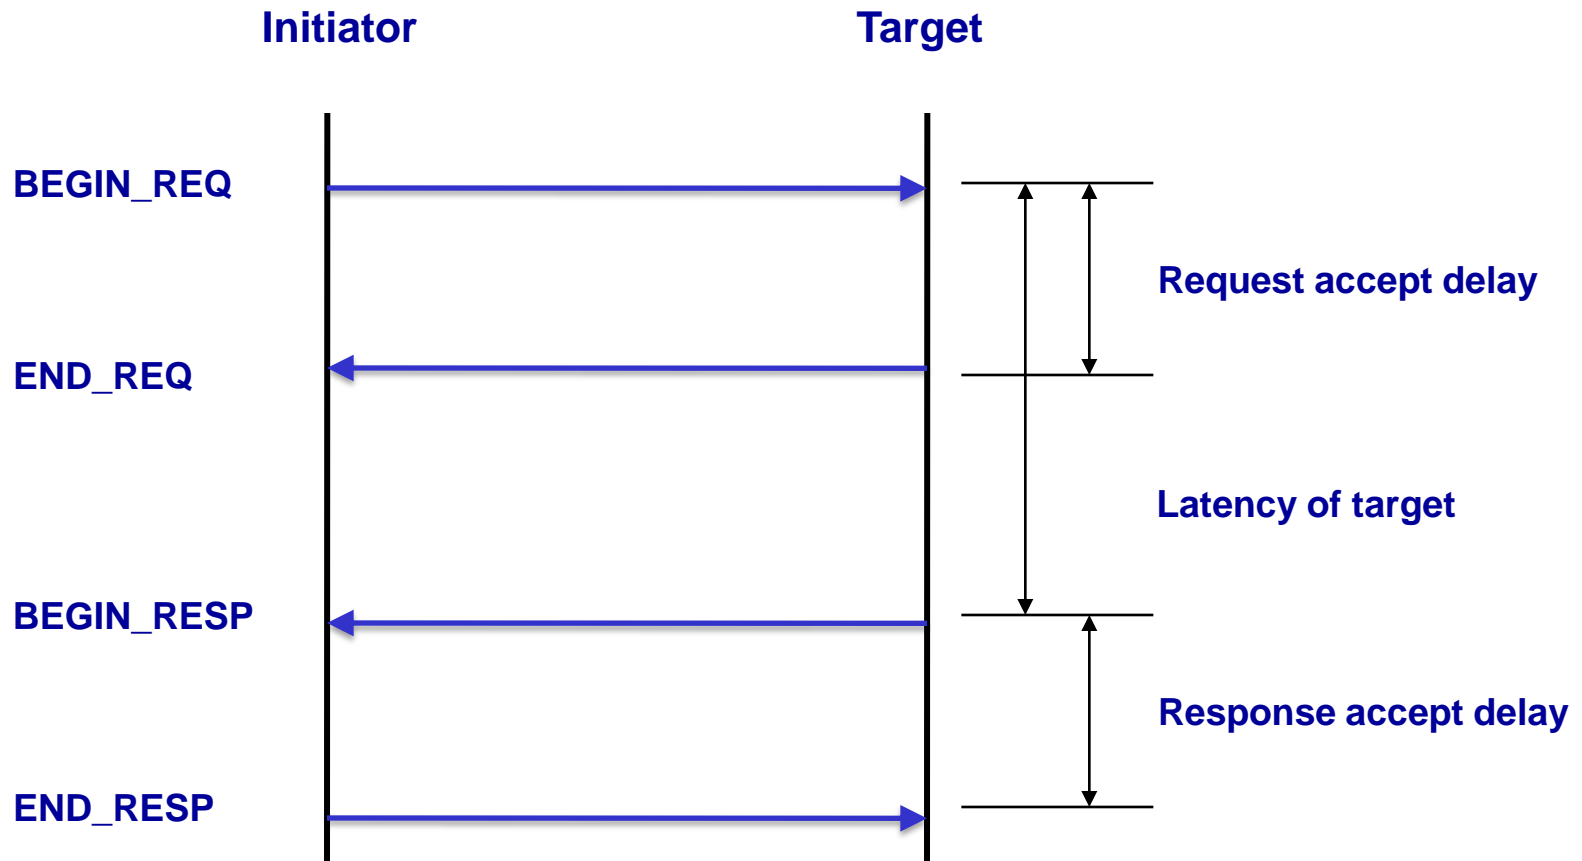 Initiator
Target
BEGIN_REQ
Request accept delay
END_REQ
Latency of target
BEGIN_RESP
Response accept delay
END_RESP